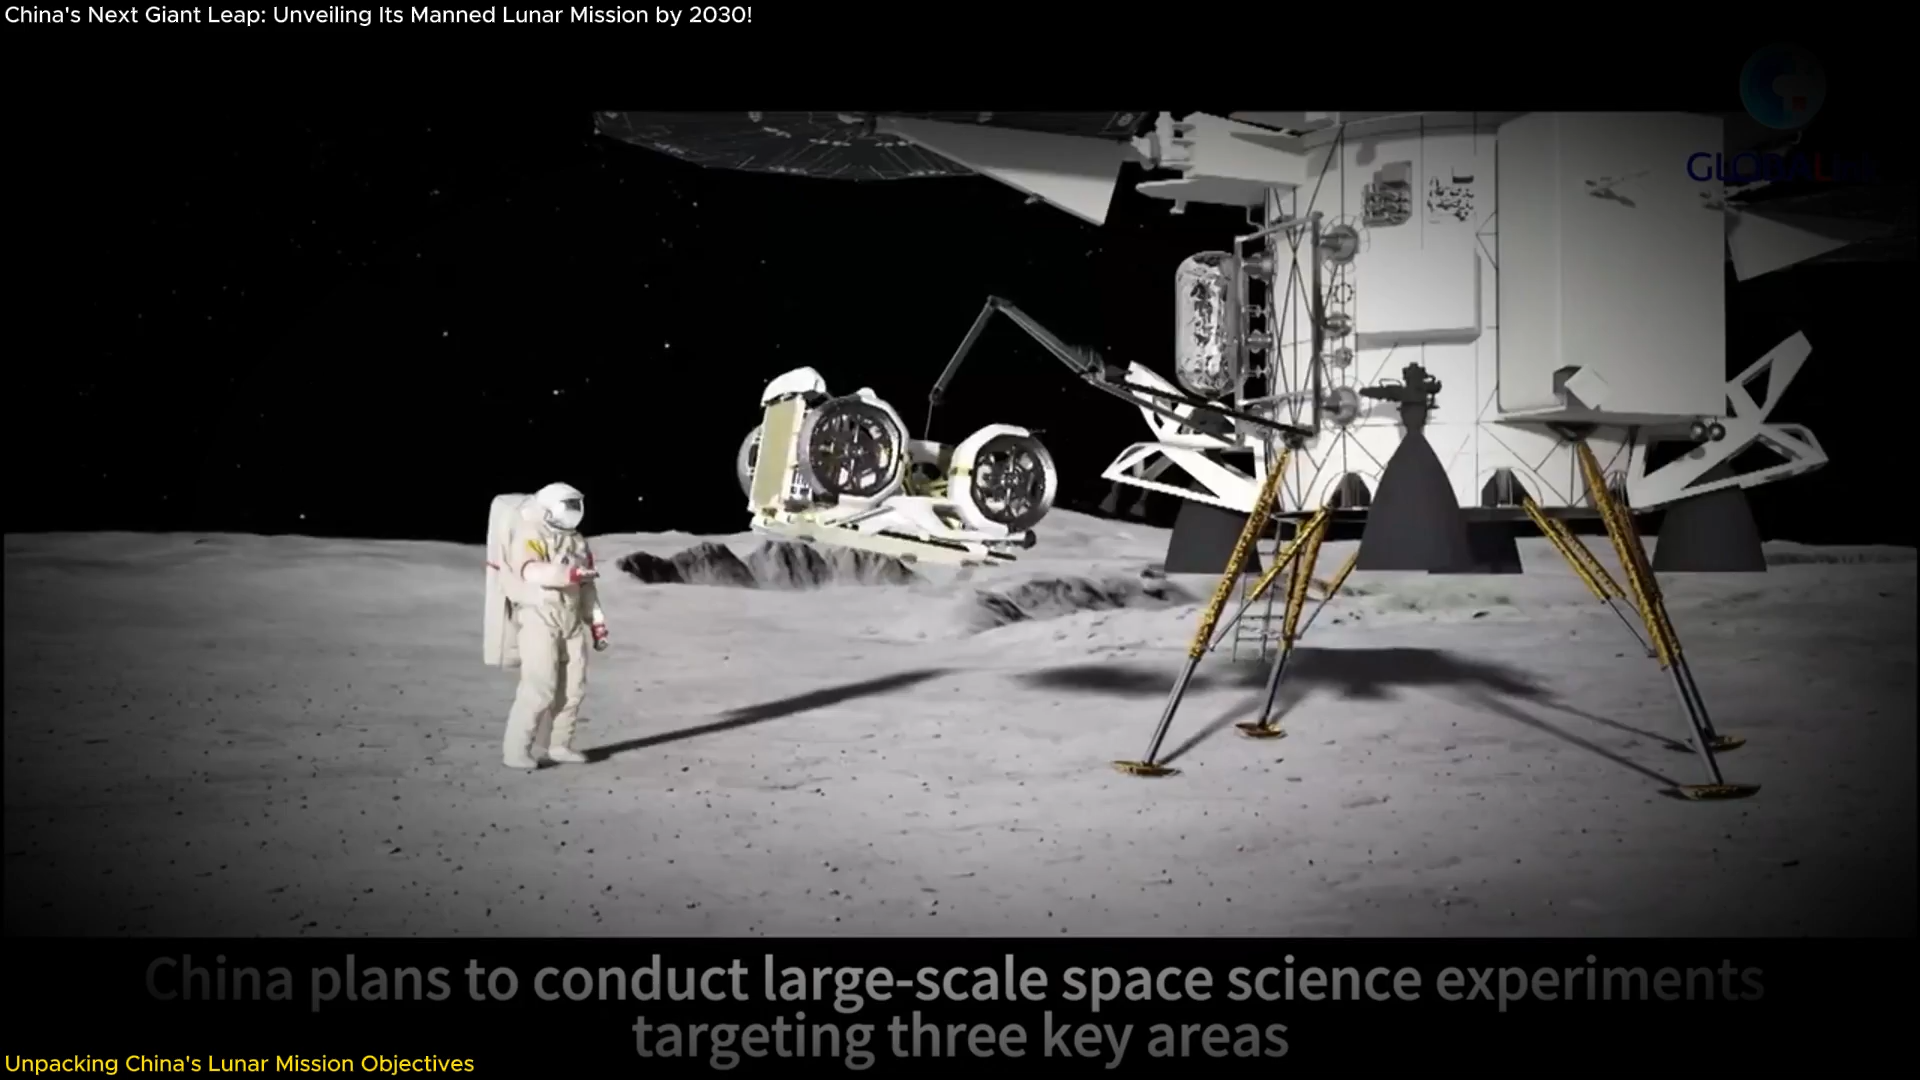 China's Next Giant Leap: Unveiling Its Manned Lunar Mission by 2030!
GLOBALink
China plans to conduct large-scale space science experiments
targeting three key areas
Unpacking China's Lunar Mission Objectives